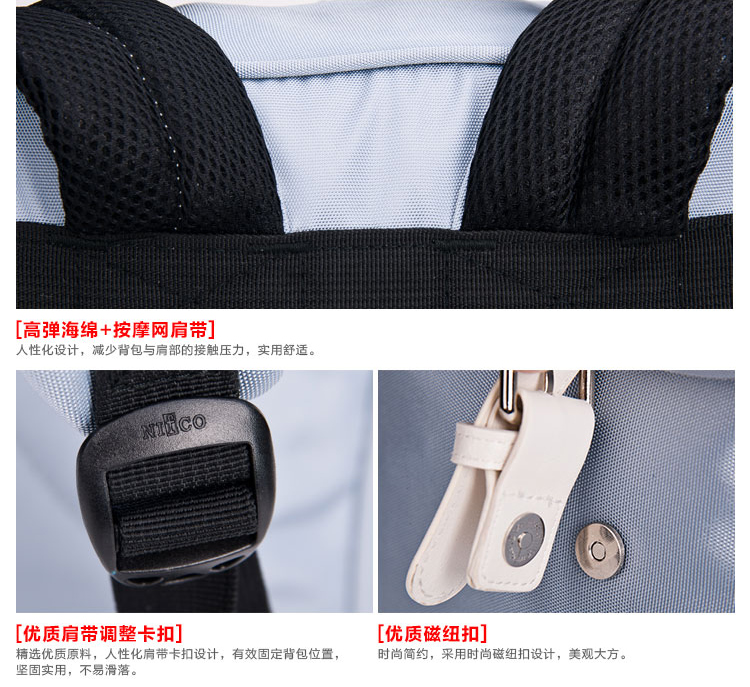 [高弹海绵+按摩网肩带]
人性化设计，减少背包与肩部的接触压力，实用舒适。
NIHCO
[优质肩带调整卡扣]
精选优质原料，人性化肩带卡扣设计，有效固定背包位置，
坚固实用，不易滑落。
[优质磁纽扣]
时尚简约，采用时尚磁纽扣设计，美观大方。